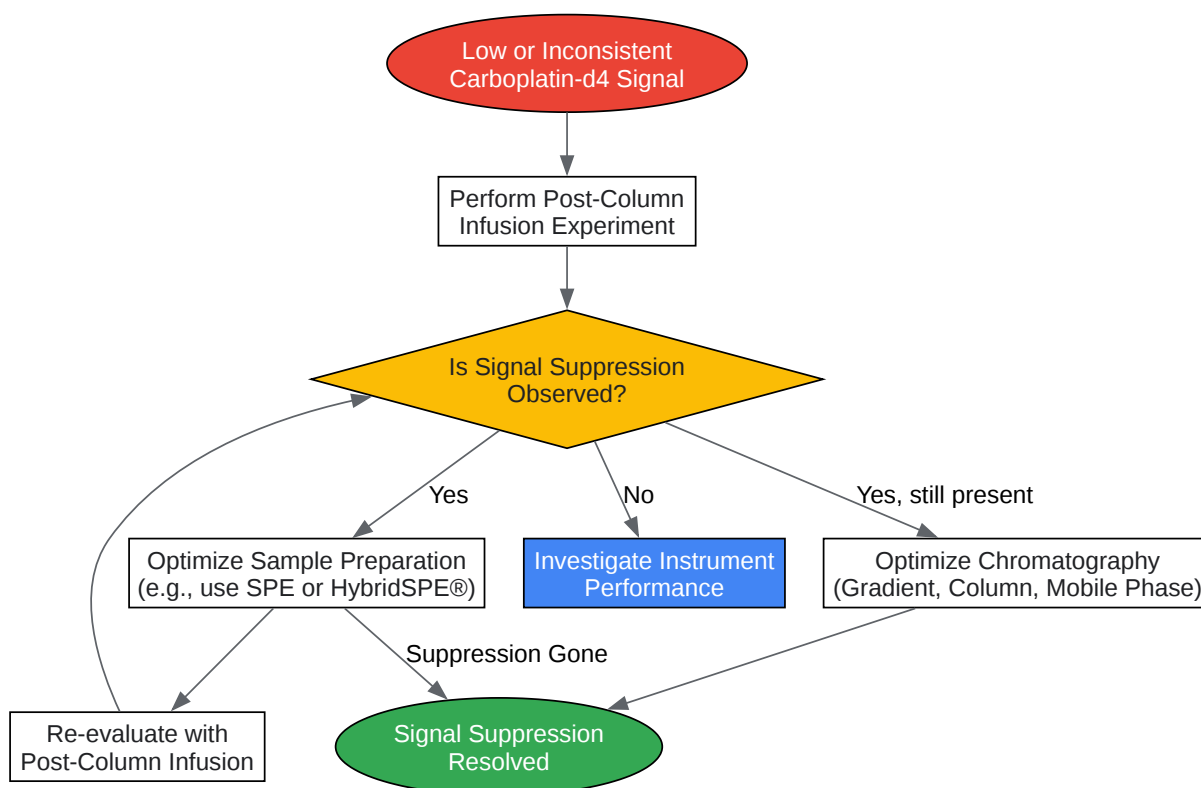 Low or Inconsistent
Carboplatin-d4 Signal
Perform Post-Column
Infusion Experiment
Is Signal Suppression
Observed?
Yes
No
Yes, still present
Optimize Sample Preparation
(e.g., use SPE or HybridSPE®)
Investigate Instrument
Performance
Optimize Chromatography
(Gradient, Column, Mobile Phase)
Suppression Gone
Re-evaluate with
Post-Column Infusion
Signal Suppression
Resolved